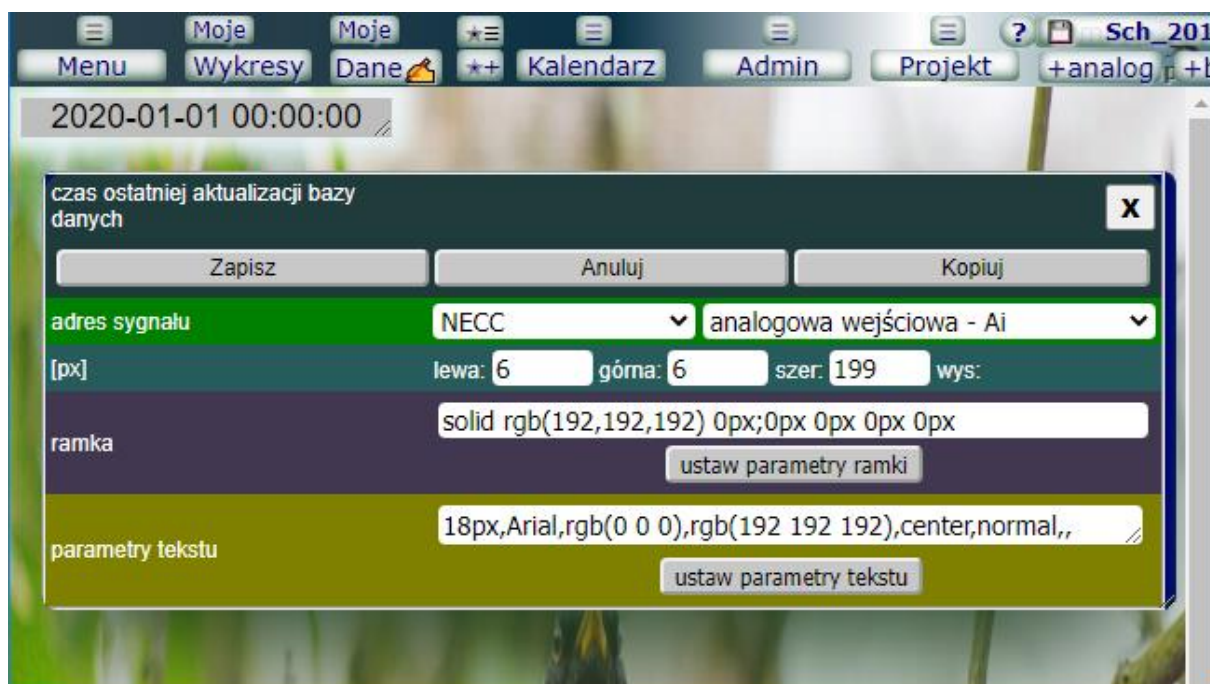 Moje Moje ★≡ ? Sch_201
Menu Wykresy Dane ★+ Kalendarz Admin Projekt +analog
2020-01-01 00:00:00
czas ostatniej aktualizacji bazy
danych
X
Zapisz Anuluj Kopiuj
adres sygnału NECC analogowa wejściowa - Ai
[px] lewa: 6 górna: 6 szer: 199 wys:
ramka
solid rgb(192,192,192) 0px;0px 0px 0px 0px
ustaw parametry ramki
parametry tekstu
18px,Arial,rgb(0 0 0),rgb(192 192 192),center,normal,,
ustaw parametry tekstu